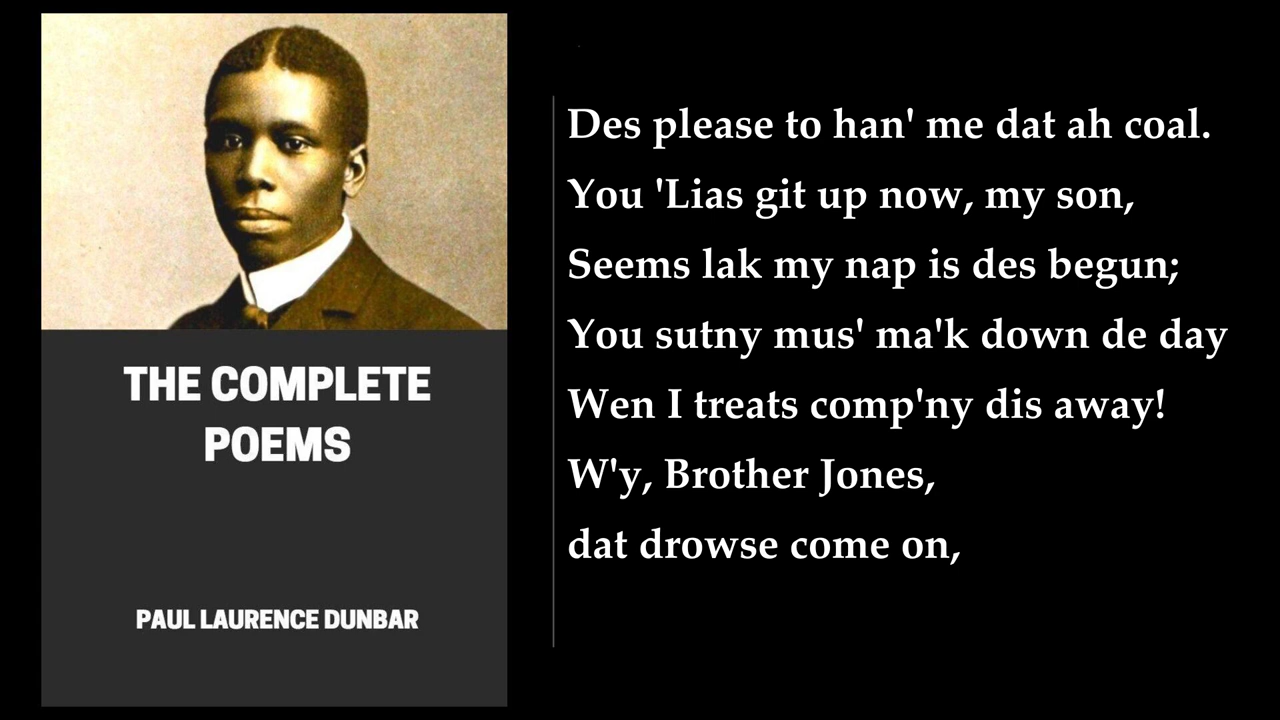 THE COMPLETE
POEMS
PAUL LAURENCE DUNBAR
Des please to han' me dat ah coal.
You 'Lias git up now, my son,
Seems lak my nap is des begun;
You sutny mus' ma'k down de day
Wen I treats comp'ny dis away!
W'y, Brother Jones,
dat drowse come on,